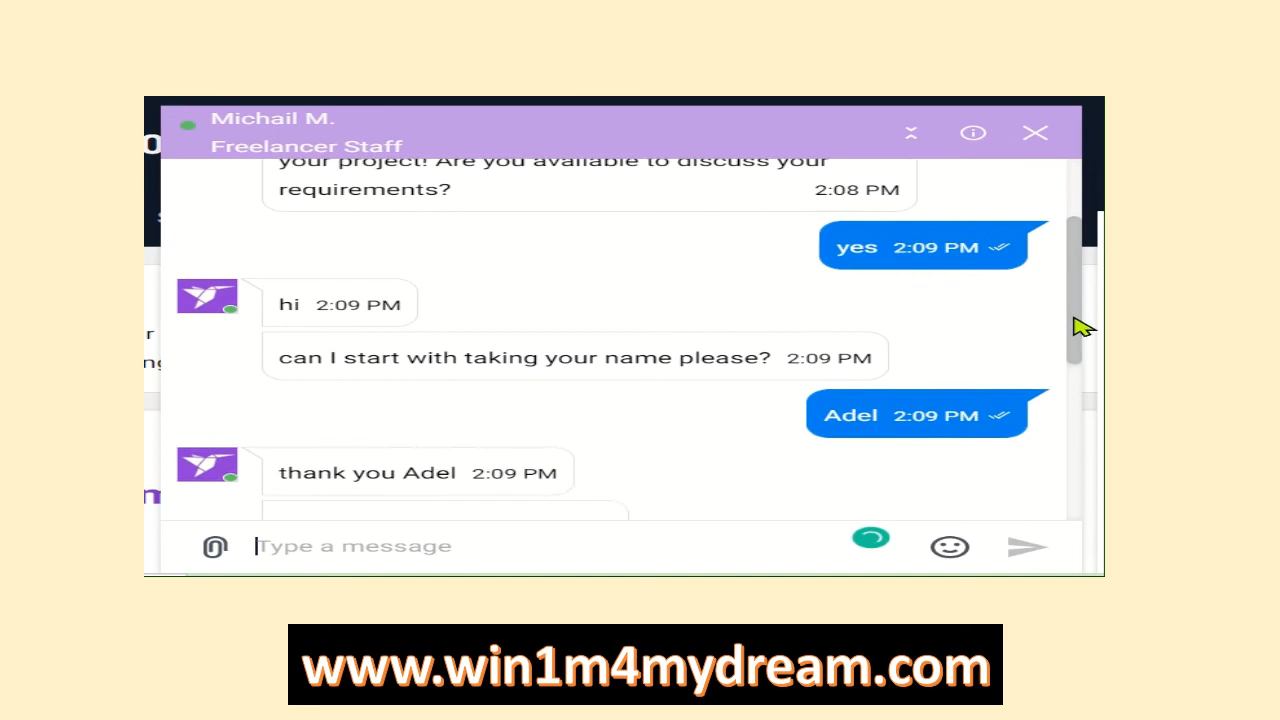 Michail M.
Freelancer Staff
your project! Are you available to discuss your
requirements? 2:08 PM
yes 2:09 PM
hi 2:09 PM
can I start with taking your name please? 2:09 PM
Adel 2:09 PM
thank you Adel 2:09 PM
Type a message
www.win1m4mydream.com